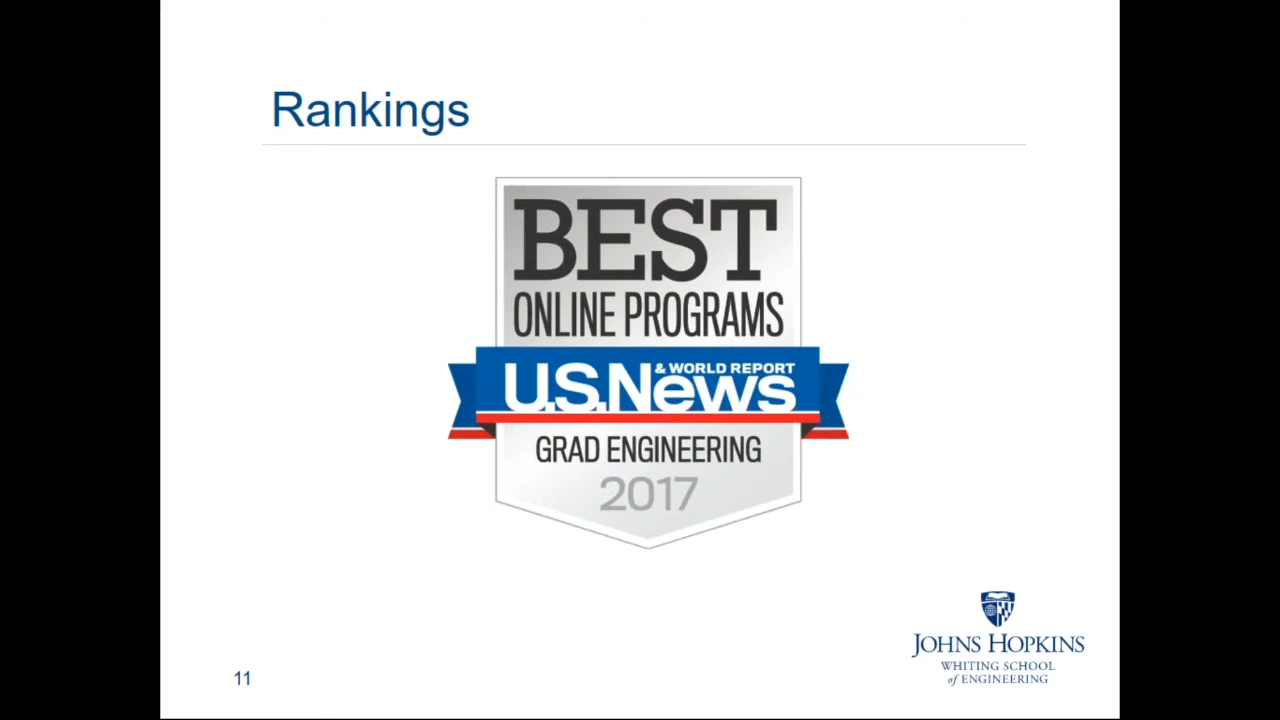 Rankings
BEST
ONLINE PROGRAMS
U.S.News & WORLD REPORT
GRAD ENGINEERING
2017
JOHNS HOPKINS
WHITING SCHOOL
of ENGINEERING
11